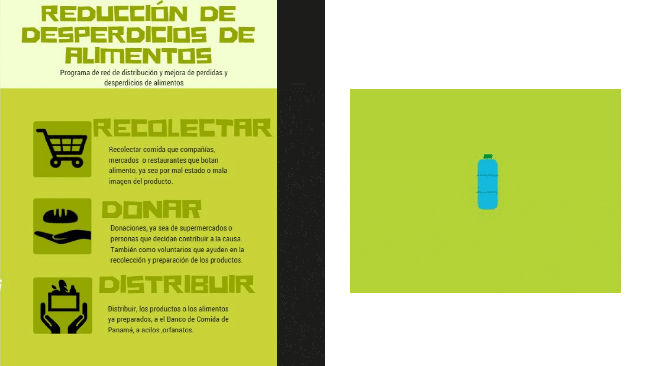 REDUCCIÓN DE
DESPERDICIOS DE
ALIMENTOS
Programa de red de distribución y mejora de perdidas y
desperdicios de alimentos
RECOLECTAR
Recolectar comida que compañías,
mercados o restaurantes que botan
alimento, ya sea por mal estado o mala
imagen del producto.
DONAR
Donaciones, ya sea de supermercados o
personas que decidan contribuir a la causa.
También como voluntarios que ayuden en la
recolección y preparación de los productos.
DISTRIBUIR
Distribuir, los productos o los alimentos
ya preparados, a el Banco de Comida de
Panamá, a acilos ,orfanatos.